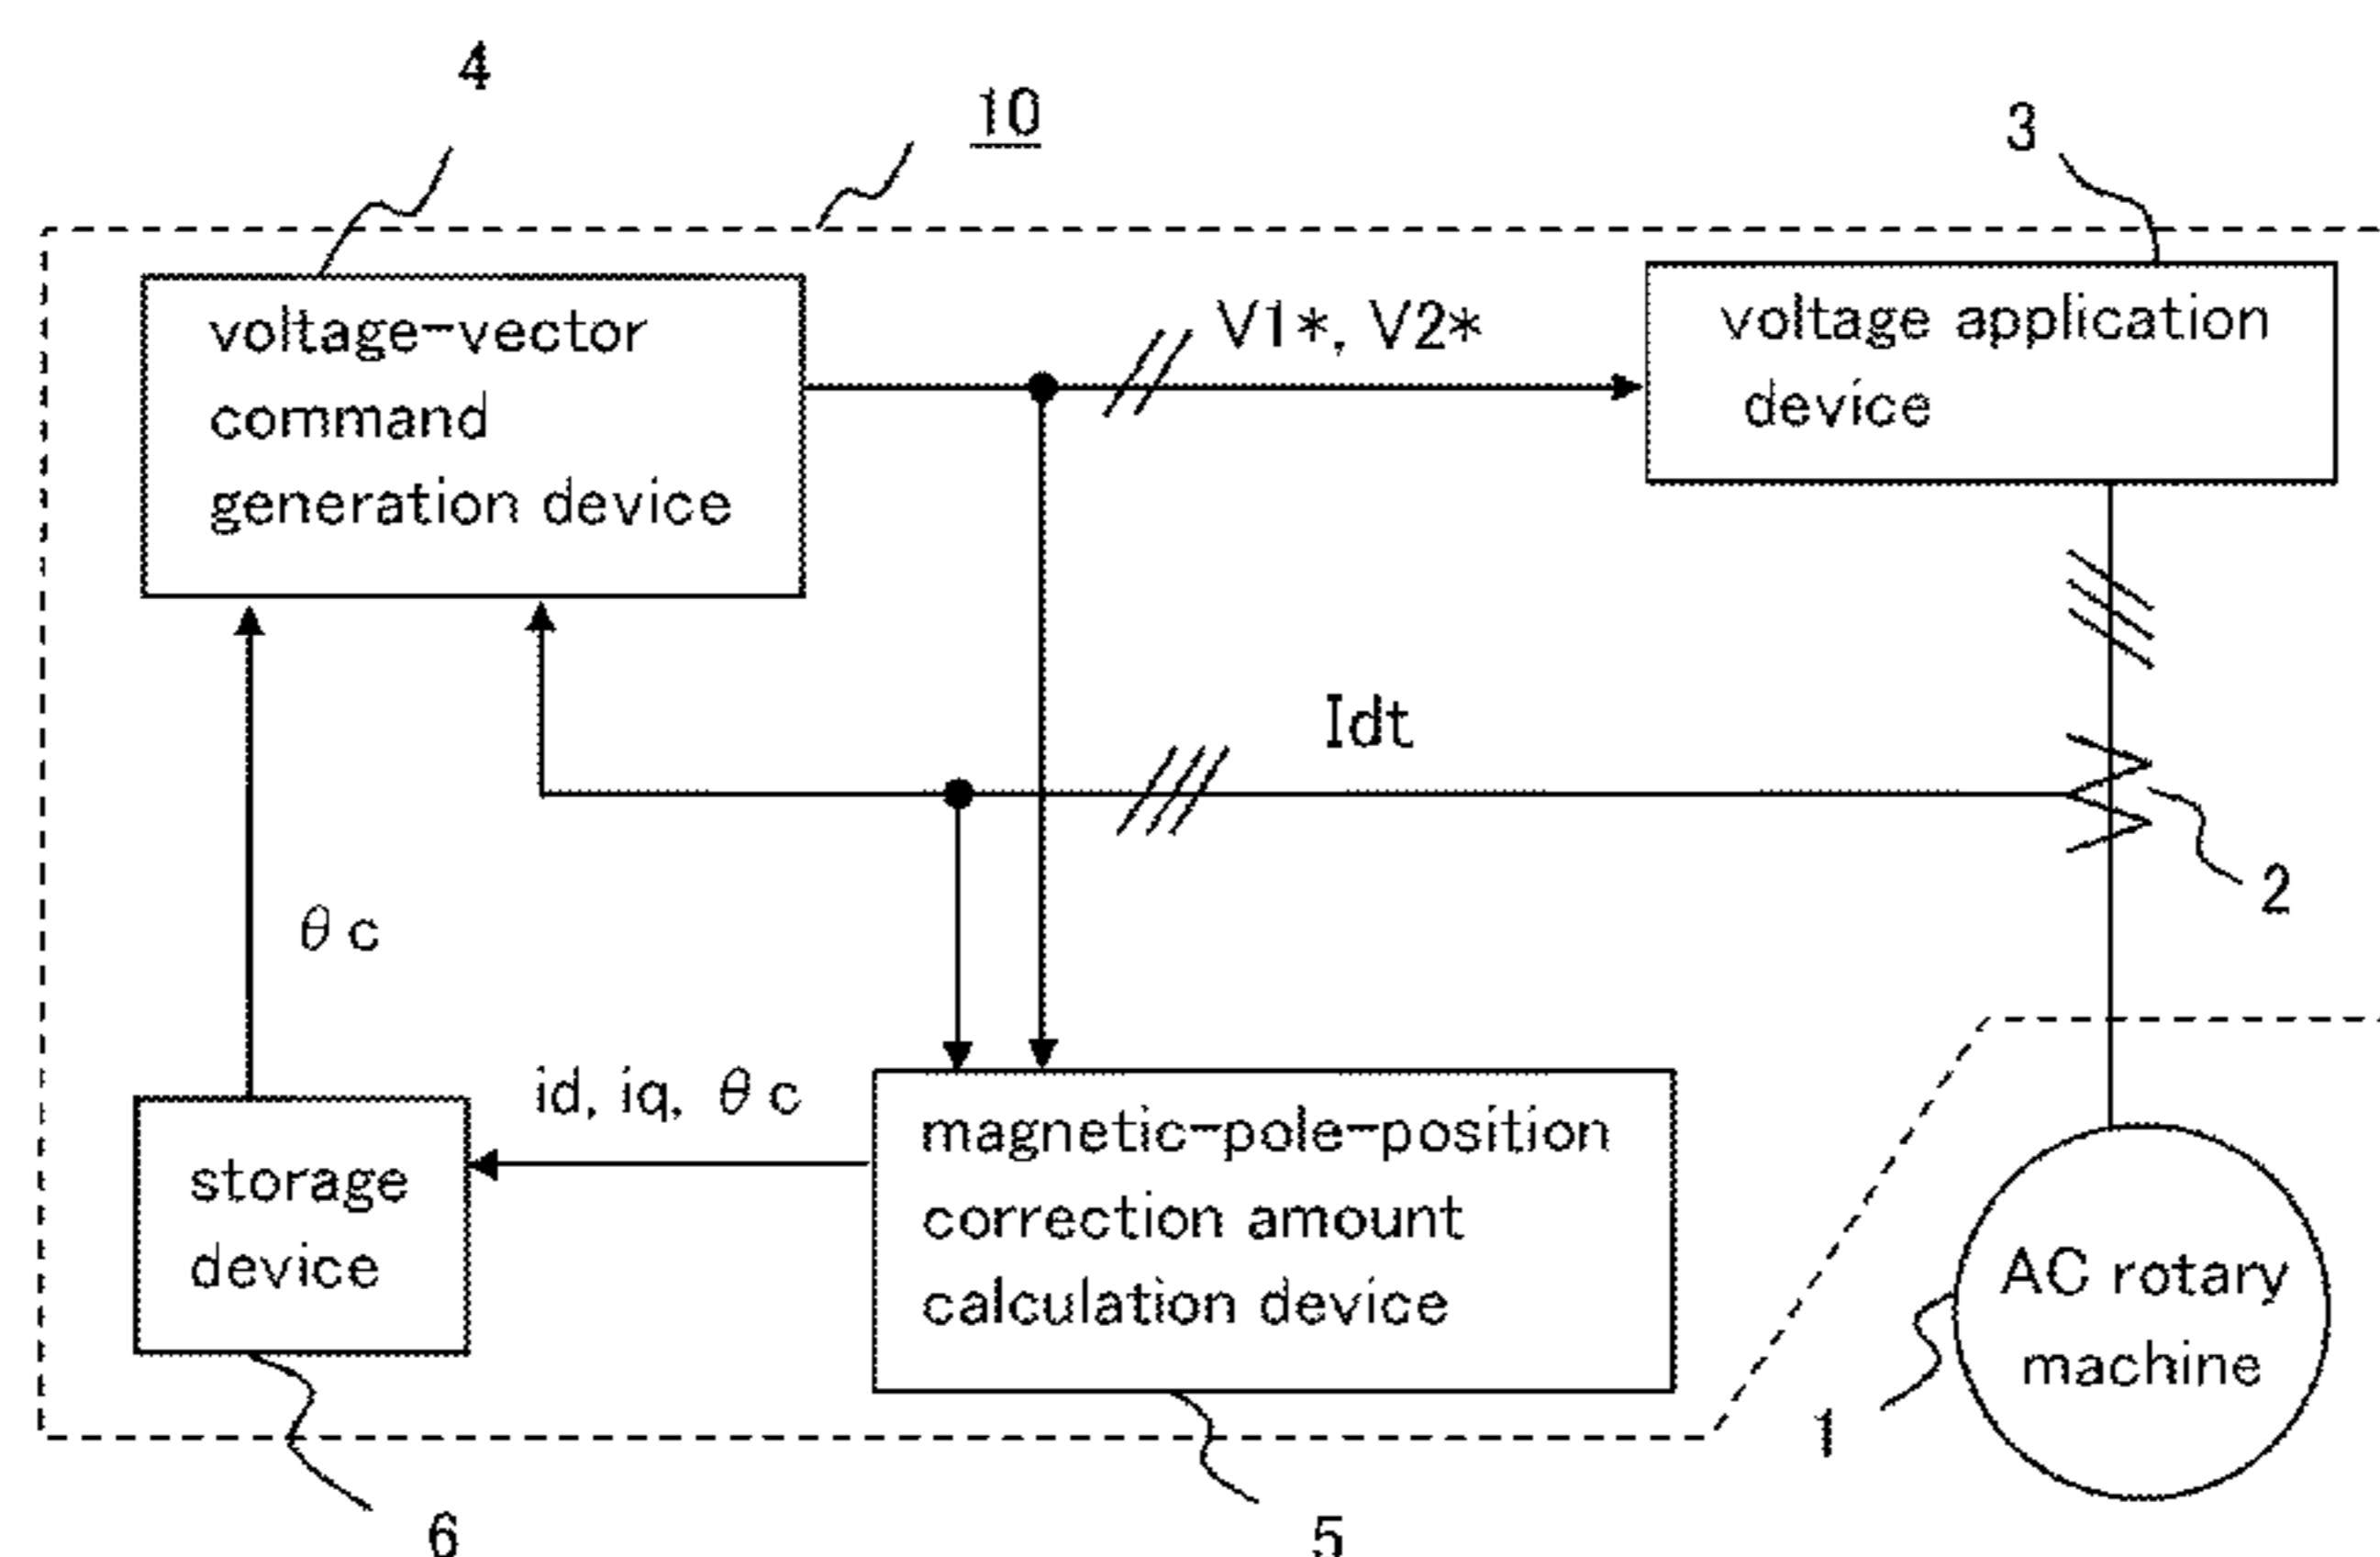 4
10
3
voltage-vector
command
generation device
V1*, V2*
voltage application
device
Idt
2
θc
id, iq, θc
storage
device
magnetic-pole-position
correction amount
calculation device
AC rotary
machine
1
6
5